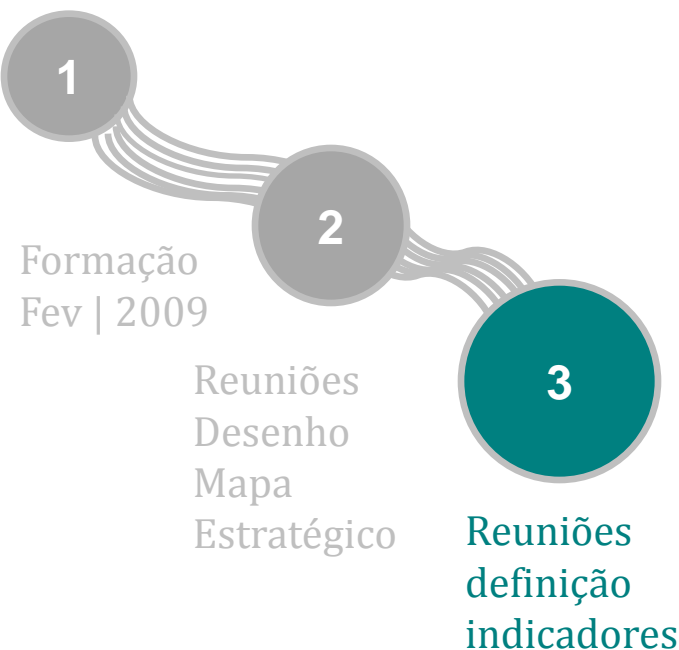 1
Formação
Fev | 2009
2
Reuniões
Desenho
Mapa
Estratégico
3
Reuniões
definição
indicadores